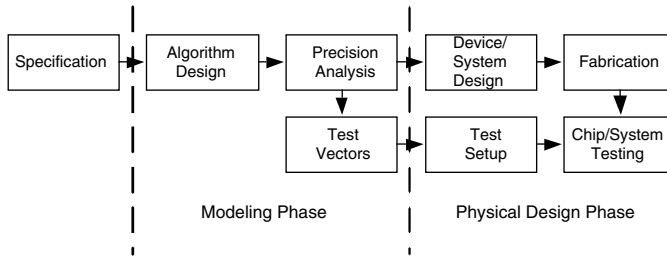 Specification
Algorithm
Design
Precision
Analysis
Device/
System
Design
Fabrication
Test
Vectors
Test
Setup
Chip/System
Testing
Modeling Phase
Physical Design Phase